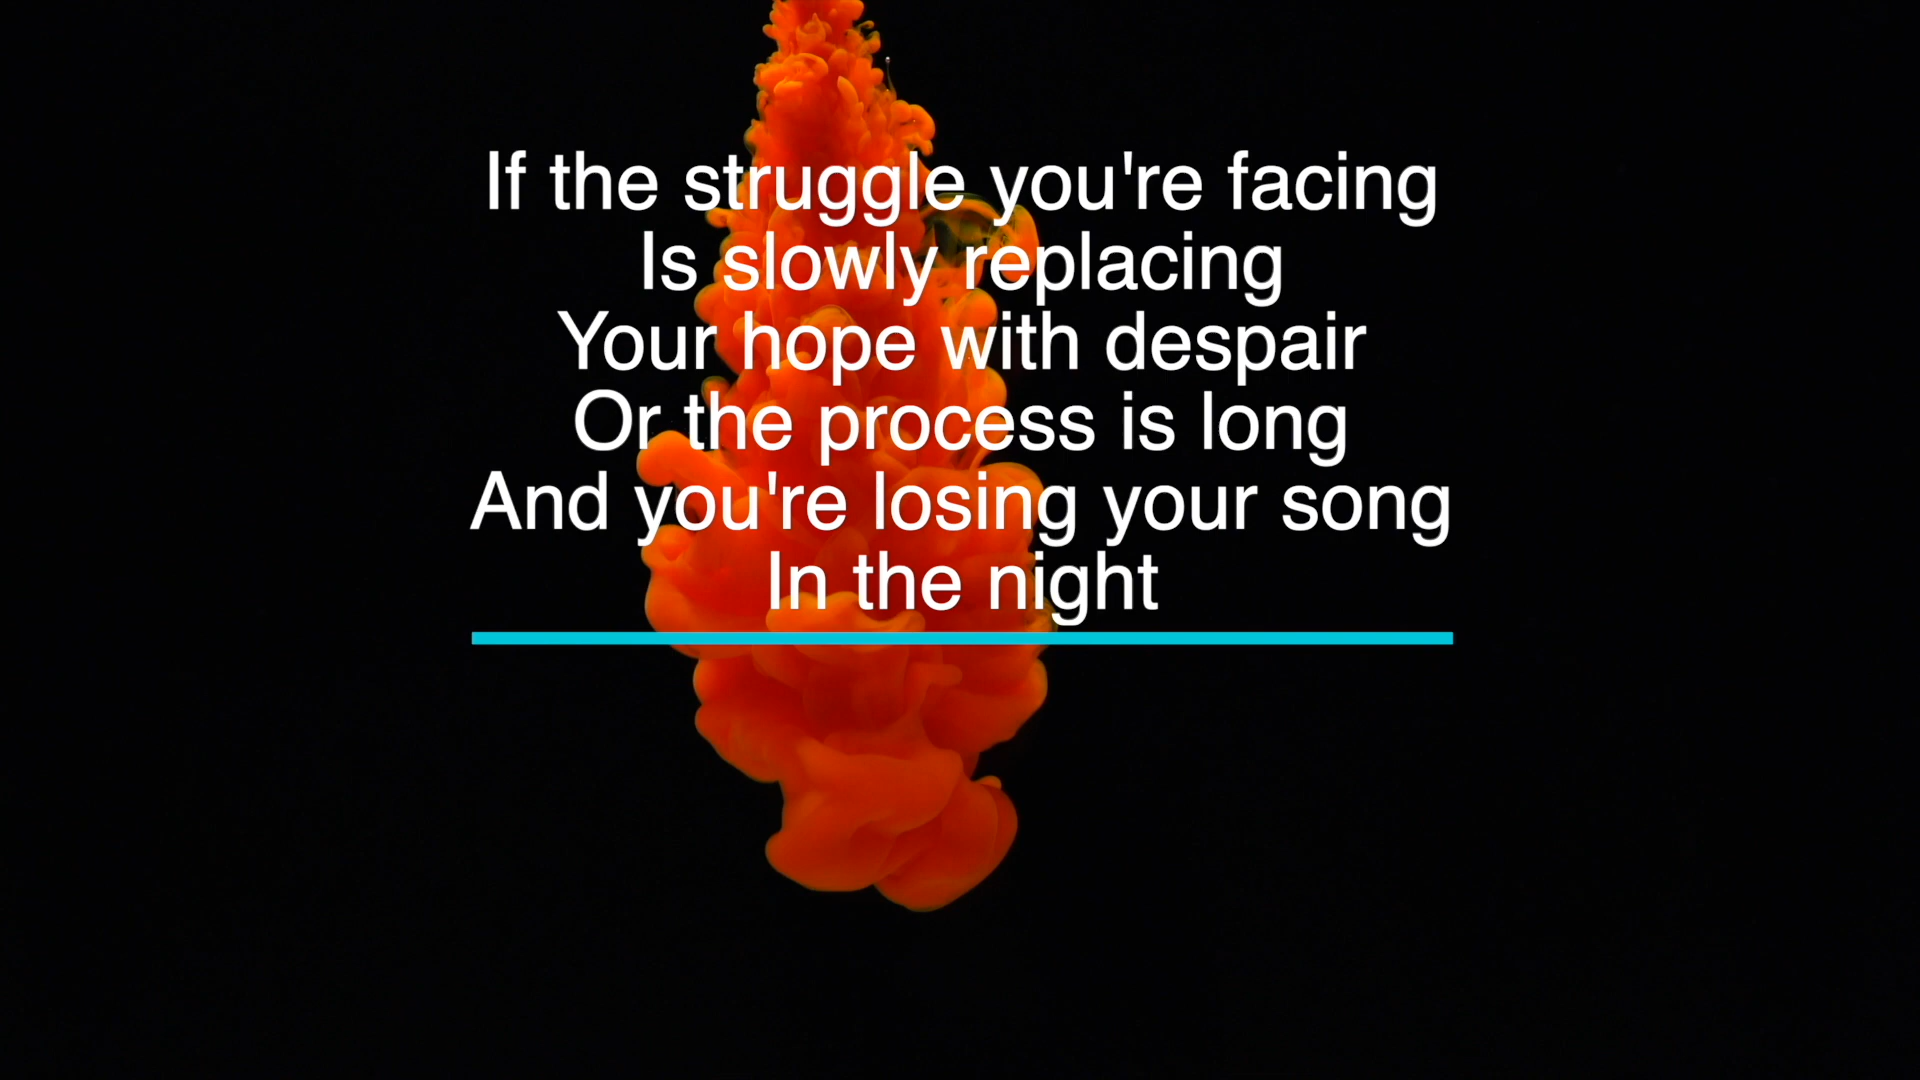 If the struggle you're facing
Is slowly replacing
Your hope with despair
Or the process is long
And you're losing your song
In the night